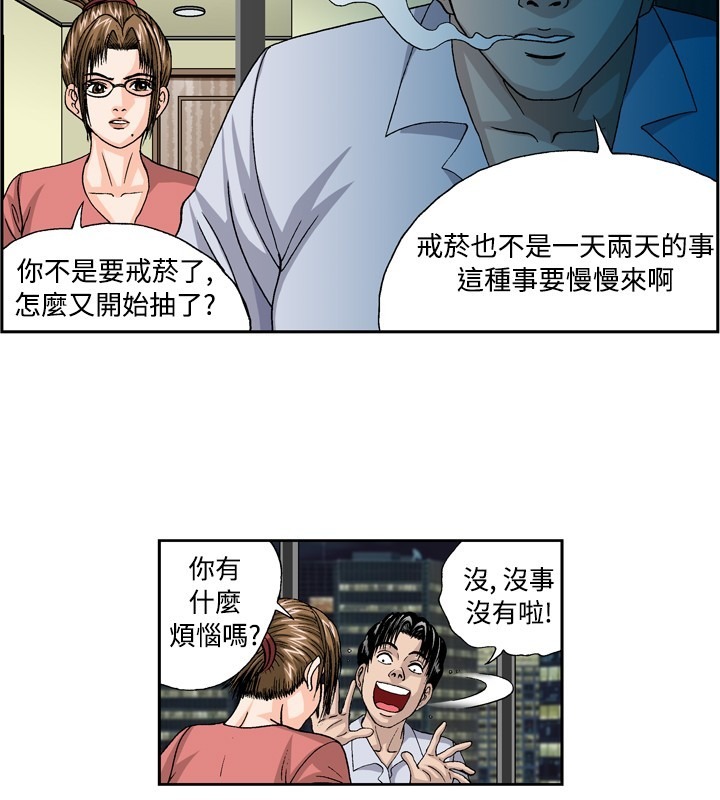 你不是要戒菸了,
怎麼又開始抽了?
戒菸也不是一天兩天的事
這種事要慢慢來啊
你有
什麼
煩惱嗎?
沒, 沒事
沒有啦!